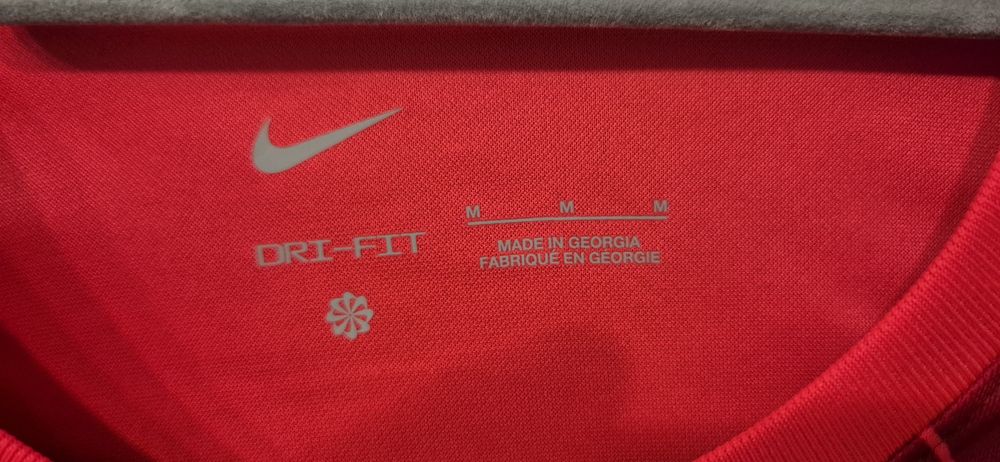 M M M
DRI-FIT
MADE IN GEORGIA
FABRIQUÉ EN GÉORGIE